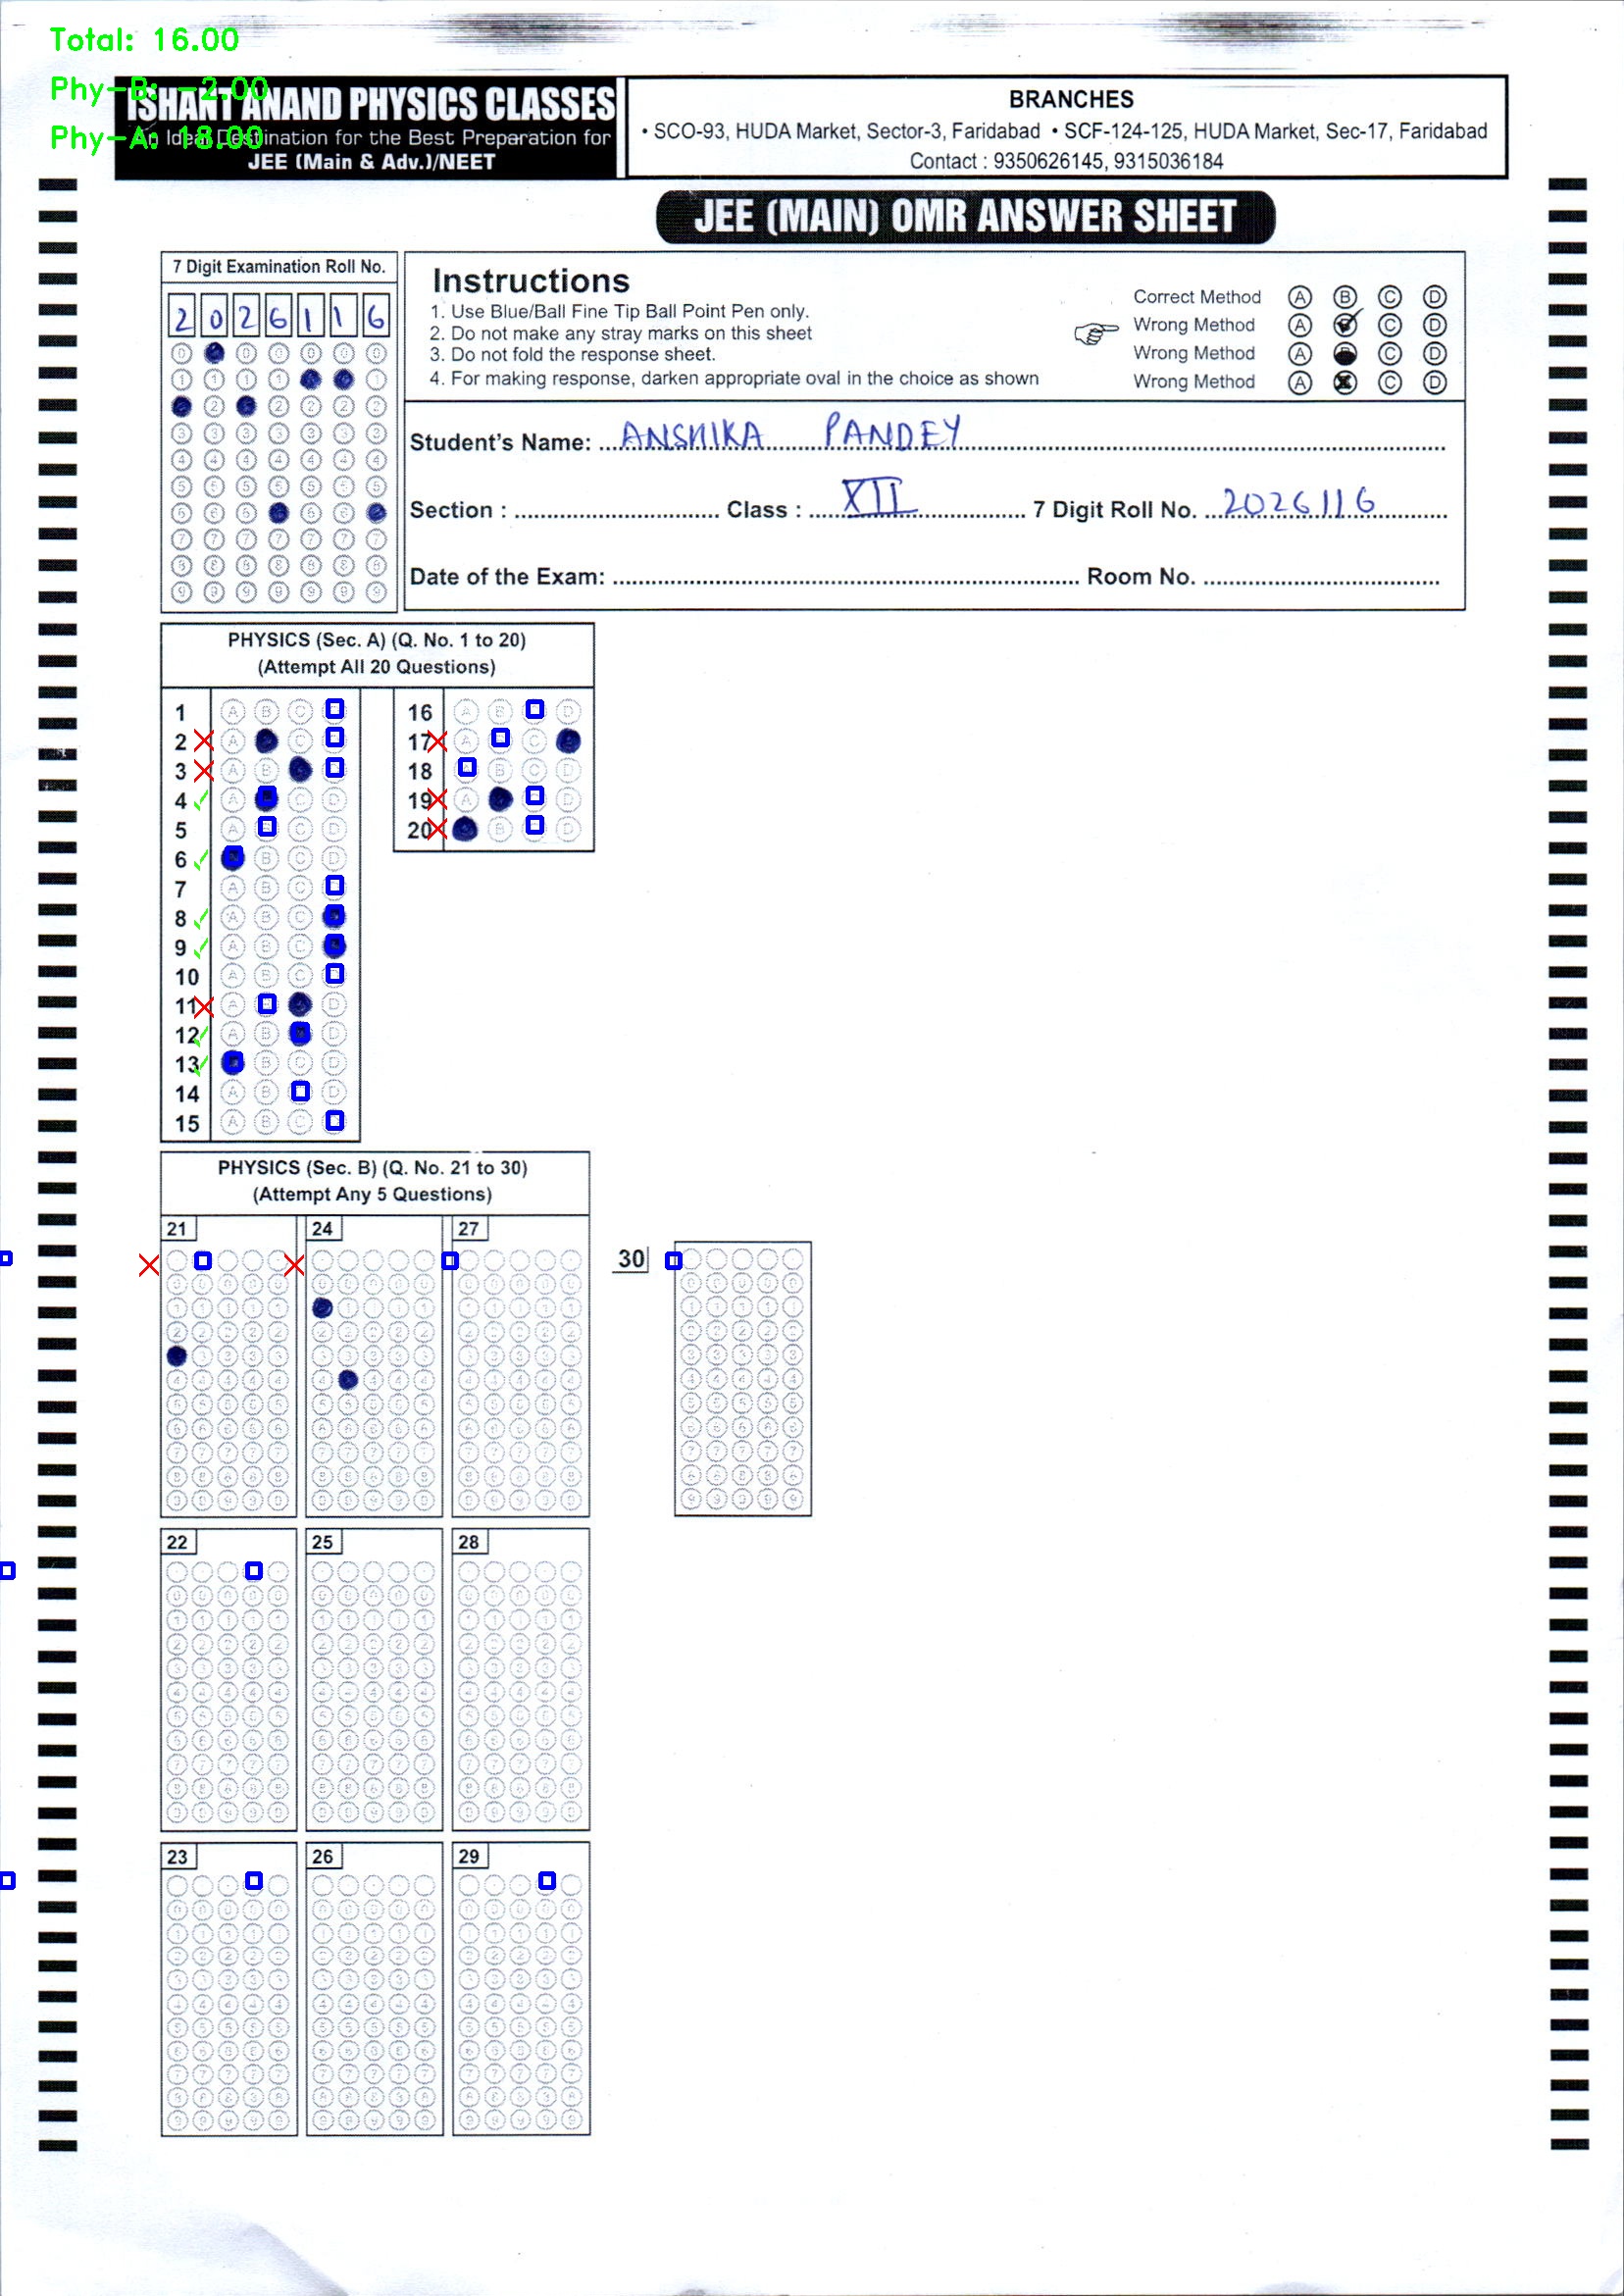 Total: 16.00
Phy-B: -2.00
Phy-A: 18.00
ISHANT ANAND PHYSICS CLASSES
An Ideal Destination for the Best Preparation for
JEE (Main & Adv.)/NEET
BRANCHES
• SCO-93, HUDA Market, Sector-3, Faridabad • SCF-124-125, HUDA Market, Sec-17, Faridabad
Contact : 9350626145, 9315036184
JEE (MAIN) OMR ANSWER SHEET
7 Digit Examination Roll No.
2 0 2 6 1 1 6
Instructions
1. Use Blue/Ball Fine Tip Ball Point Pen only.
2. Do not make any stray marks on this sheet
3. Do not fold the response sheet.
4. For making response, darken appropriate oval in the choice as shown
Correct Method A B C D
Wrong Method A C D
Wrong Method A C D
Wrong Method A C D
Student's Name: ANSHIKA PANDEY
Section : Class : XII 7 Digit Roll No. 2026116
Date of the Exam: Room No.
PHYSICS (Sec. A) (Q. No. 1 to 20)
(Attempt All 20 Questions)
1 A B C
2 A C
3 A B
4 A C D
5 A C D
6 B C D
7 A B C
8 A B C
9 A B C
10 A B C
11 A D
12 A B D
13 B C D
14 A B D
15 A B C
16 A B D
17 A C
18 B C D
19 A D
20 B D
PHYSICS (Sec. B) (Q. No. 21 to 30)
(Attempt Any 5 Questions)
21 24 27 30
22 25 28
23 26 29